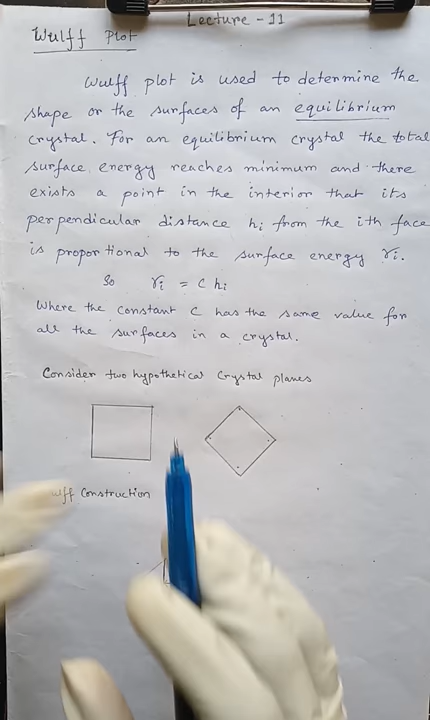 Lecture - 11
Wulff Plot
Wulff plot is used to determine the
shape or the surfaces of an equilibrium
crystal. For an equilibrium crystal the total
surface energy reaches minimum and there
exists a point in the interior that its
perpendicular distance hi from the ith face
is proportional to the surface energy γi.
So γi = c hi
Where the constant C has the same value for
all the surfaces in a crystal.
Consider two hypothetical Crystal planes
Construction